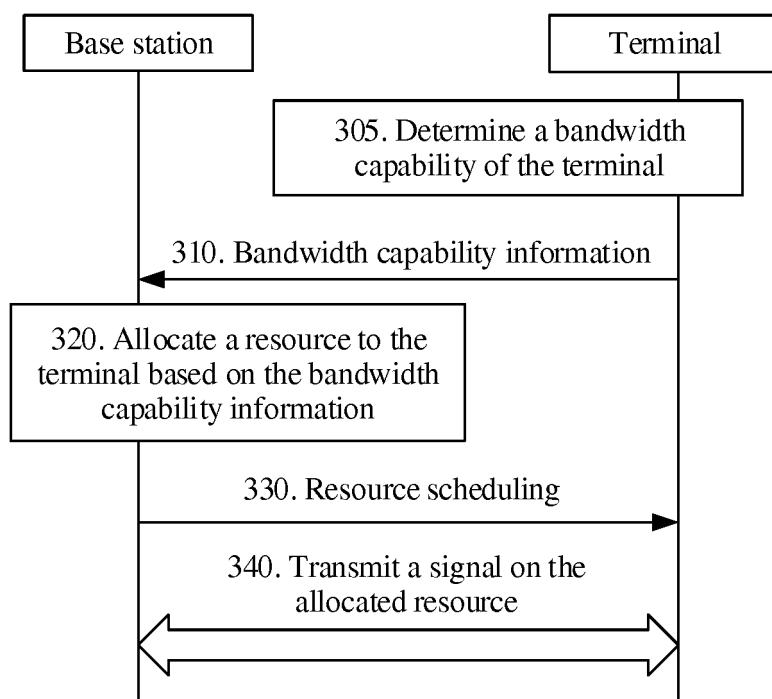 Base station
Terminal
305. Determine a bandwidth
capability of the terminal
310. Bandwidth capability information
320. Allocate a resource to the
terminal based on the bandwidth
capability information
330. Resource scheduling
340. Transmit a signal on the
allocated resource